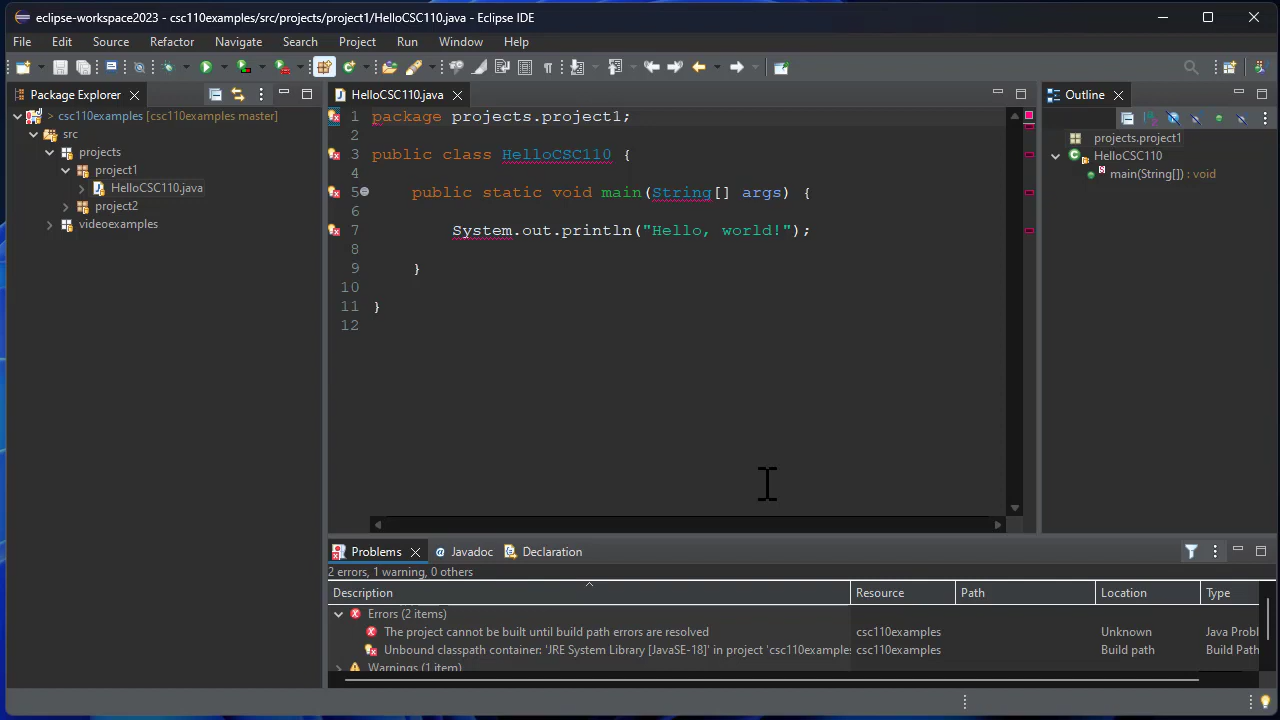 eclipse-workspace2023 - csc110examples/src/projects/project1/HelloCSC110.java - Eclipse IDE
File Edit Source Refactor Navigate Search Project Run Window Help
Package Explorer
> csc110examples [csc110examples master]
src
projects
project1
HelloCSC110.java
project2
videoexamples
HelloCSC110.java
1 package projects.project1;
2
3 public class HelloCSC110 {
4
5 public static void main(String[] args) {
6
7 System.out.println("Hello, world!");
8
9 }
10
11 }
12
Outline
projects.project1
HelloCSC110
main(String[]) : void
Problems Javadoc Declaration
2 errors, 1 warning, 0 others
Description Resource Path Location Type
Errors (2 items)
The project cannot be built until build path errors are resolved csc110examples Unknown Java Probl
Unbound classpath container: 'JRE System Library [JavaSE-18]' in project 'csc110examples csc110examples Build path Build Path
Warnings (1 item)